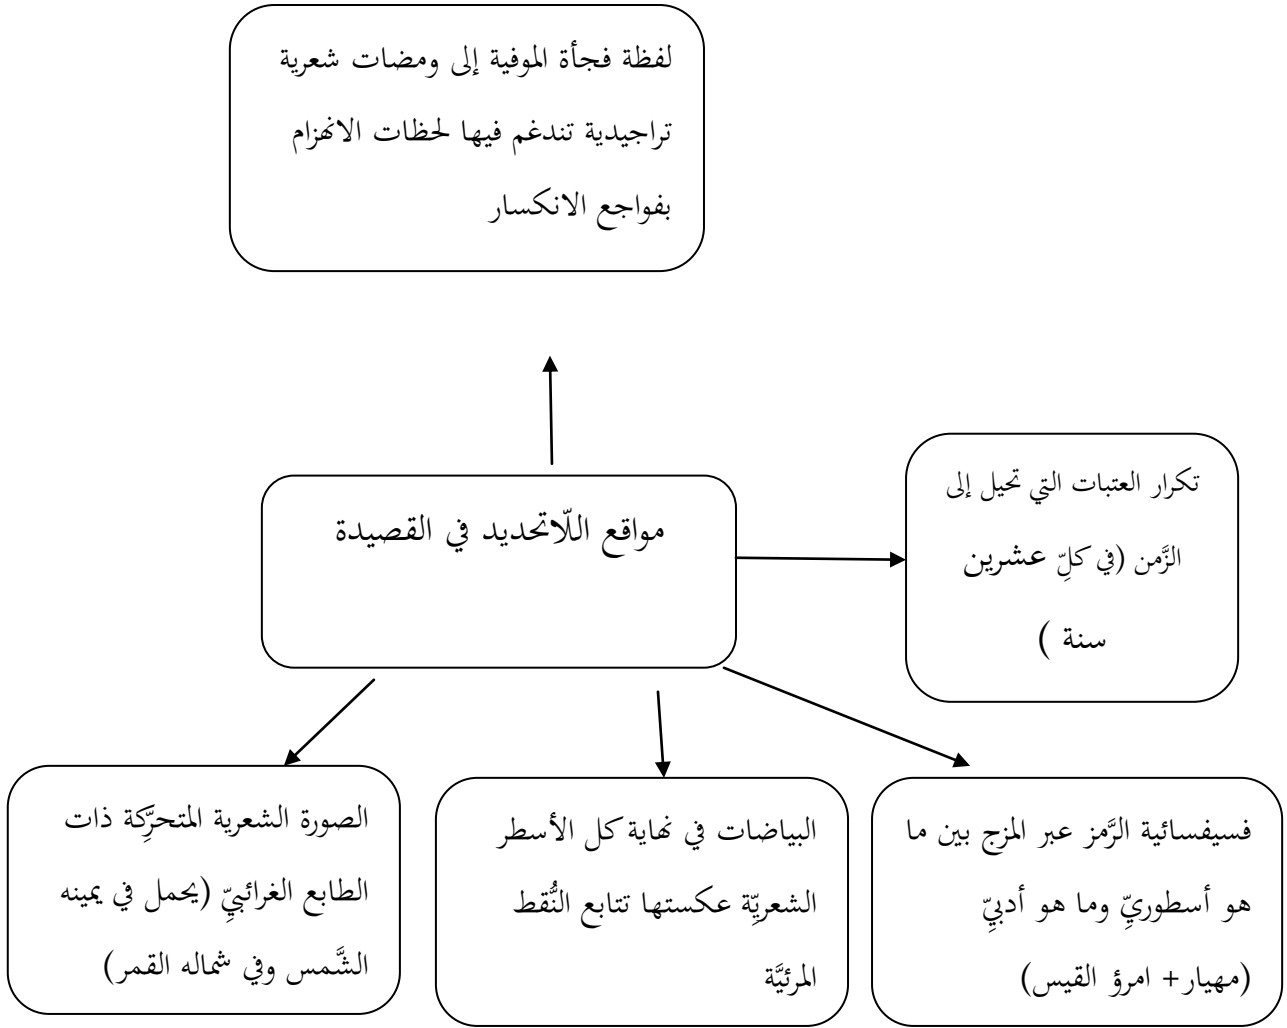 لفظة فجأة الموفية إلى ومضات شعرية
تراجيدية تندغم فيها لحظات الانهزام
بفواجع الانكسار
مواقع اللّاتحديد في القصيدة
تكرار العتبات التي تحيل إلى
الزَّمن (في كلِّ عشرين
سنة )
فسيفسائية الرَّمز عبر المزج بين ما
هو أسطوريّ وما هو أدبيّ
(مهيار+ امرؤ القيس)
البياضات في نهاية كل الأسطر
الشعريّة عكستها تتابع النُّقط
المرئيَّة
الصورة الشعرية المتحرِّكة ذات
الطابع الغرائبيّ (يحمل في يمينه
الشَّمس وفي شماله القمر)